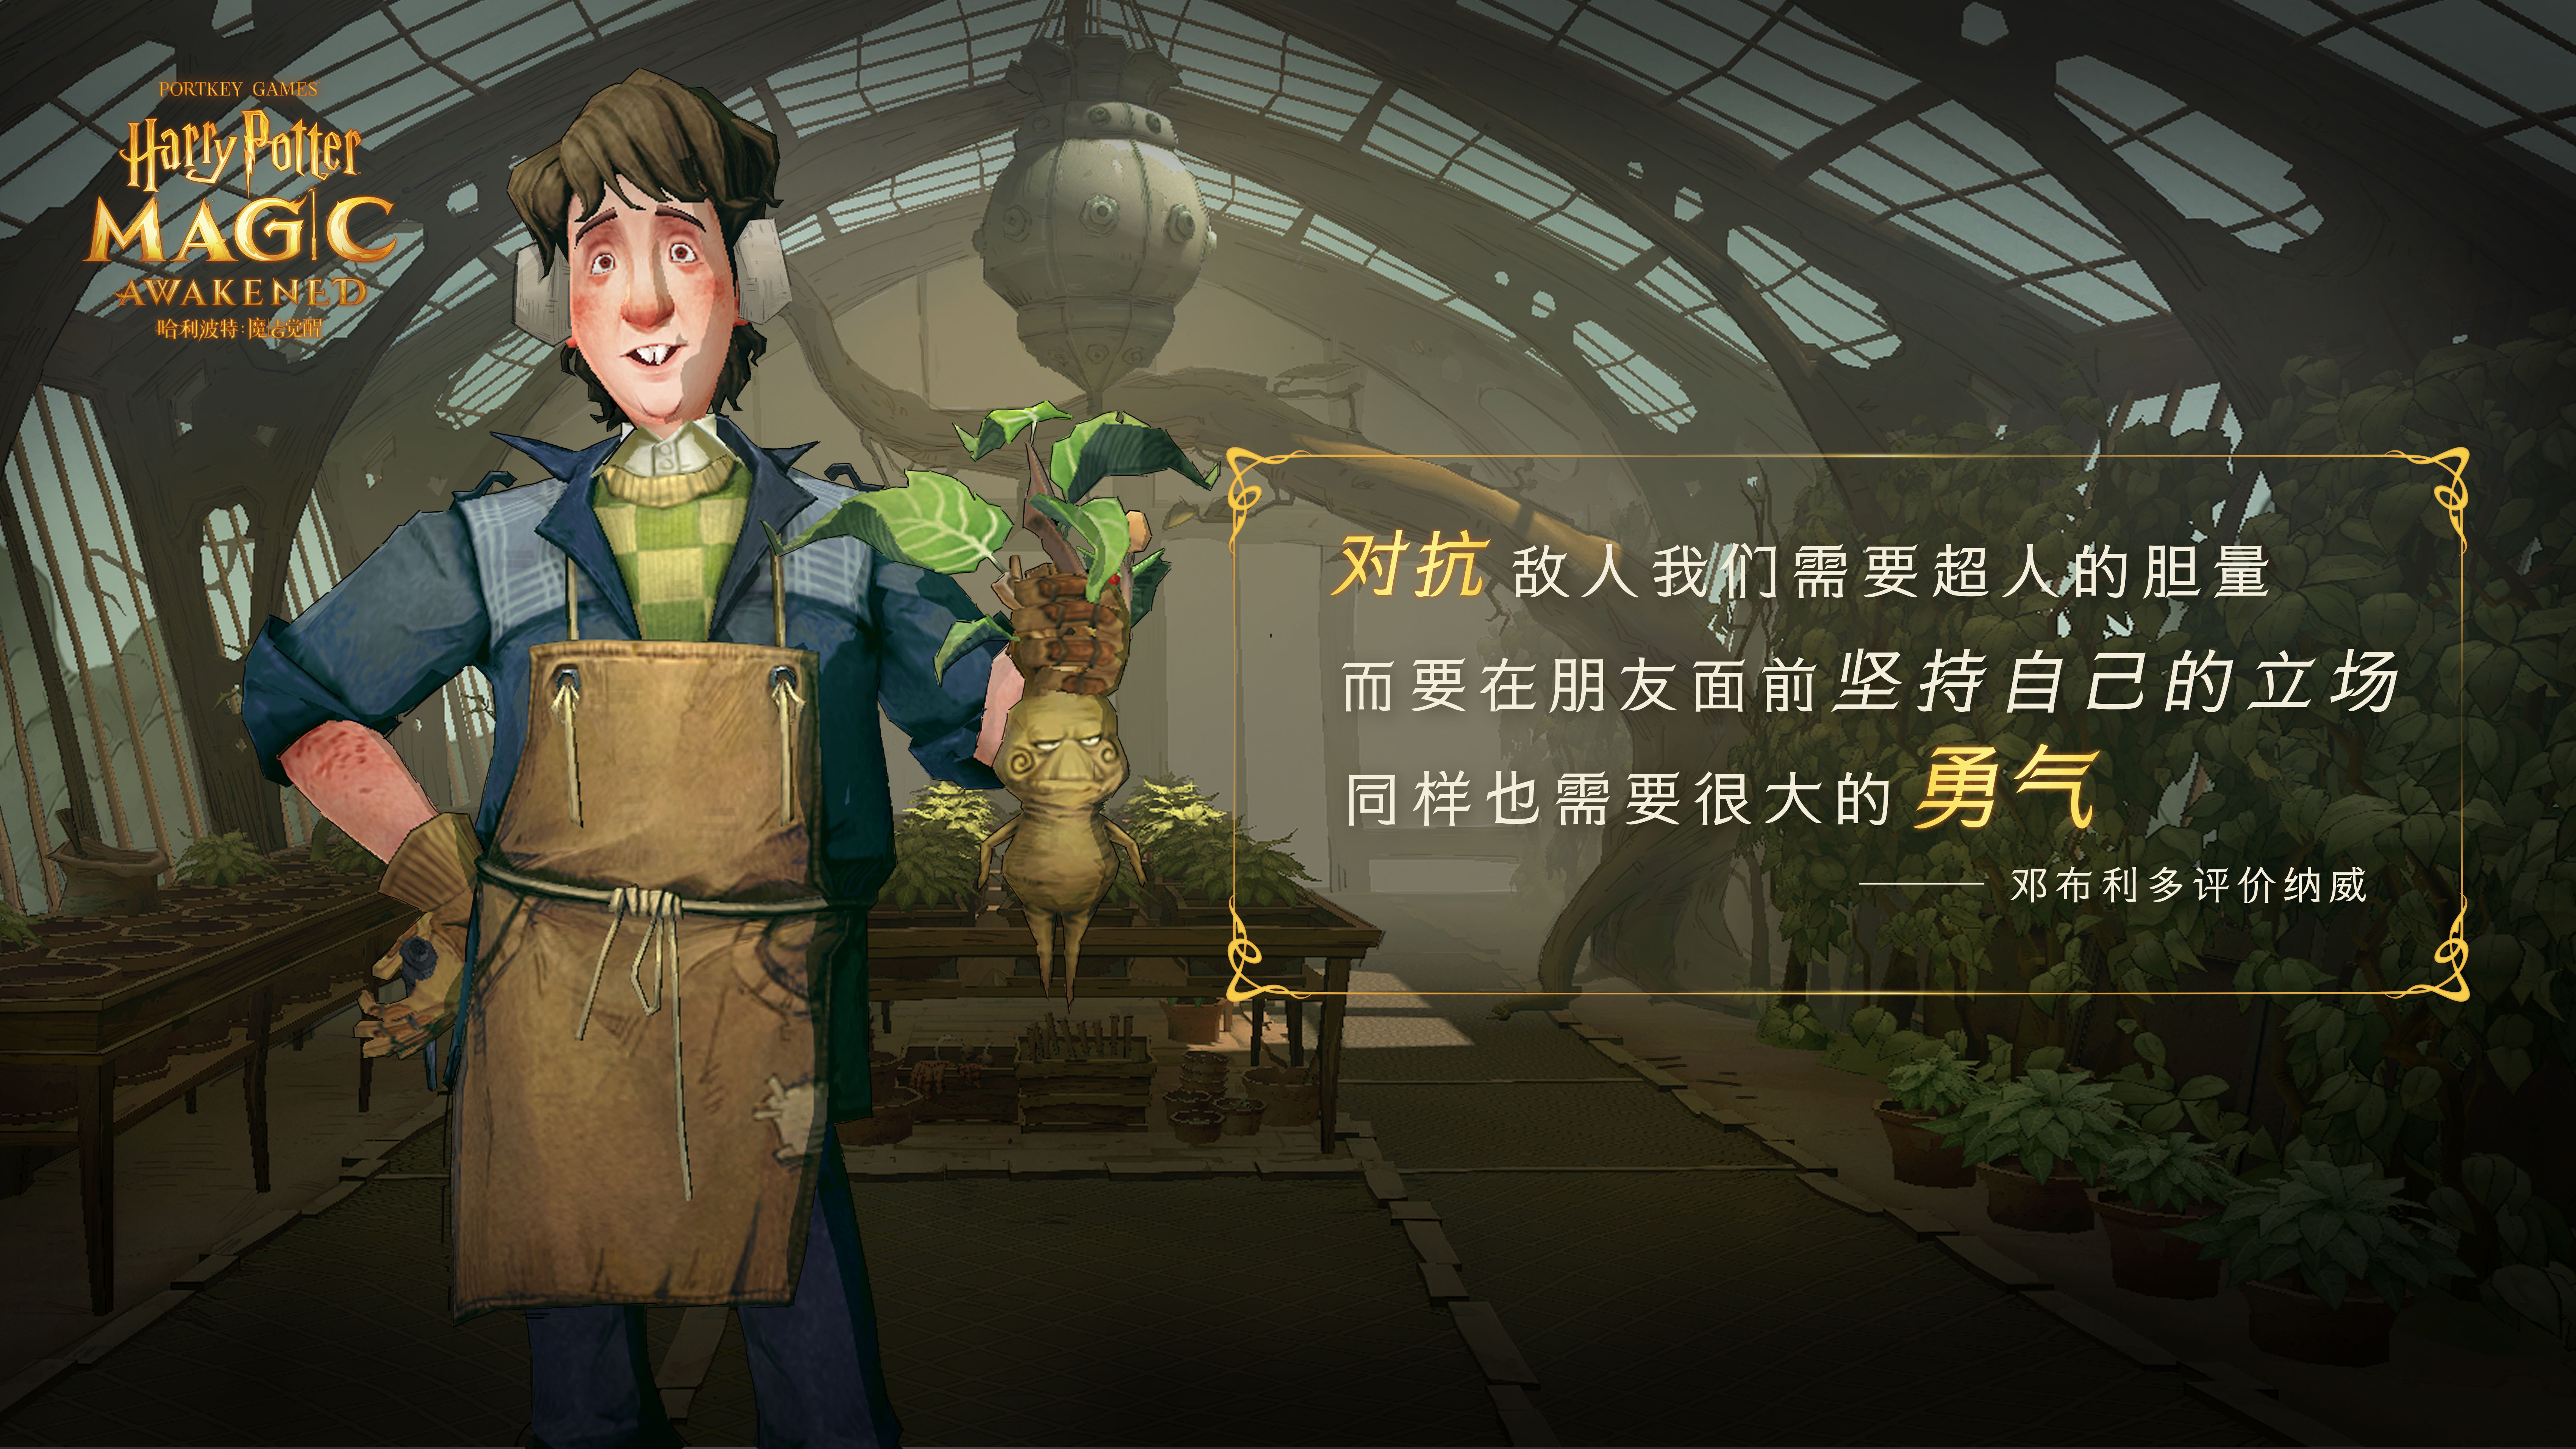 PORTKEY GAMES
Harry Potter
MAGIC
AWAKENED
哈利波特:魔法觉醒
对抗敌人我们需要超人的胆量
而要在朋友面前坚持自己的立场
同样也需要很大的勇气
—— 邓布利多评价纳威